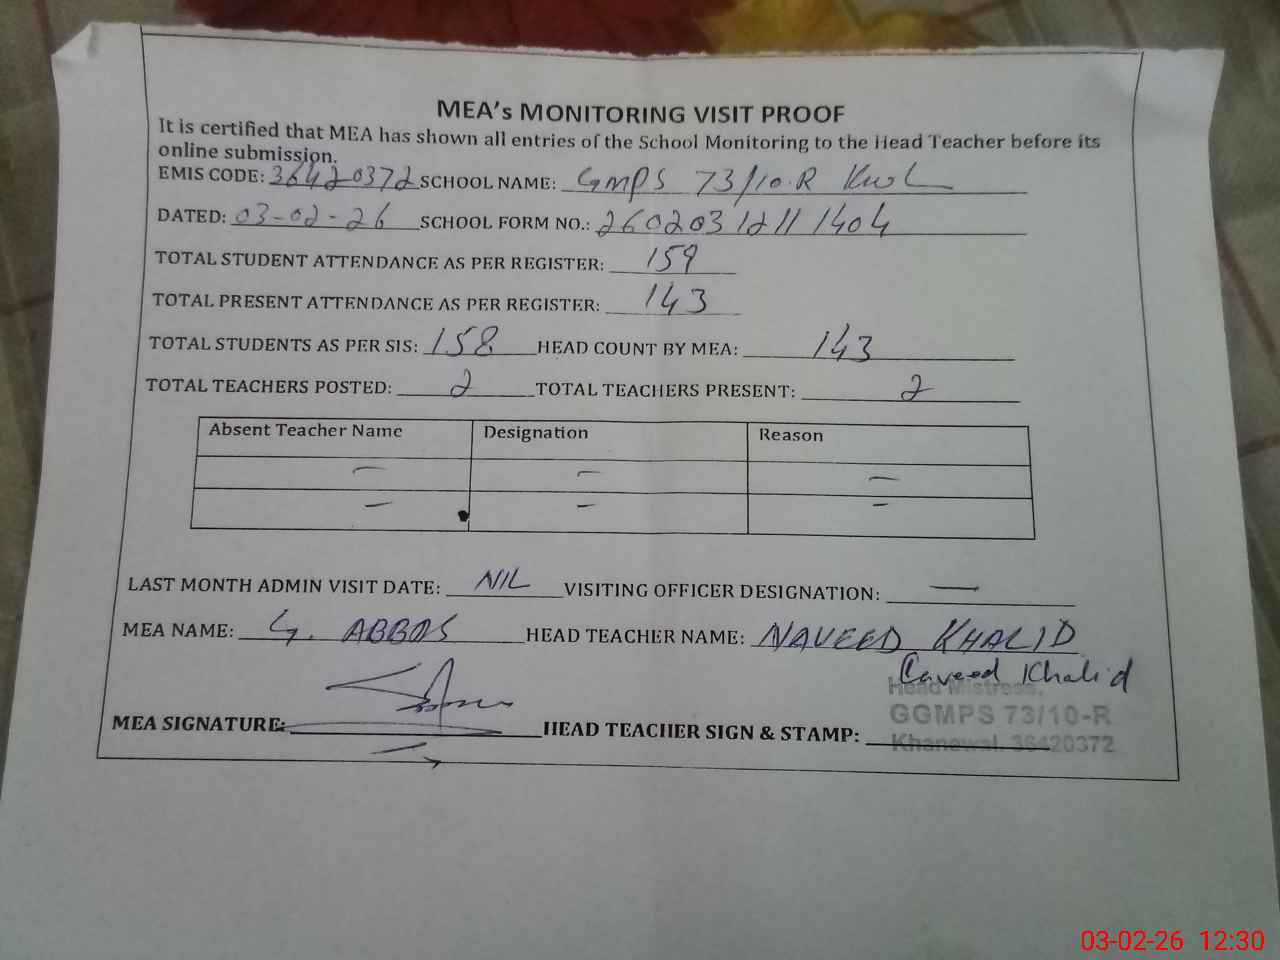 MEA's MONITORING VISIT PROOF
It is certified that MEA has shown all entries of the School Monitoring to the Head Teacher before its
online submission.
EMIS CODE: 36420372 SCHOOL NAME: GMPS 73/10-R Kwl
DATED: 03-02-26 SCHOOL FORM NO.: 2602031211404
TOTAL STUDENT ATTENDANCE AS PER REGISTER: 159
TOTAL PRESENT ATTENDANCE AS PER REGISTER: 143
TOTAL STUDENTS AS PER SIS: 158 HEAD COUNT BY MEA: 143
TOTAL TEACHERS POSTED: 2 TOTAL TEACHERS PRESENT: 2
Absent Teacher Name Designation Reason
– – –
– – –
LAST MONTH ADMIN VISIT DATE: NIL VISITING OFFICER DESIGNATION: —
MEA NAME: G. ABBAS HEAD TEACHER NAME: NAVEED KHALID
Naveed Khalid
Head Mistress,
GGMPS 73/10-R
MEA SIGNATURE: HEAD TEACHER SIGN & STAMP: Khanewal. 36420372
03-02-26 12:30